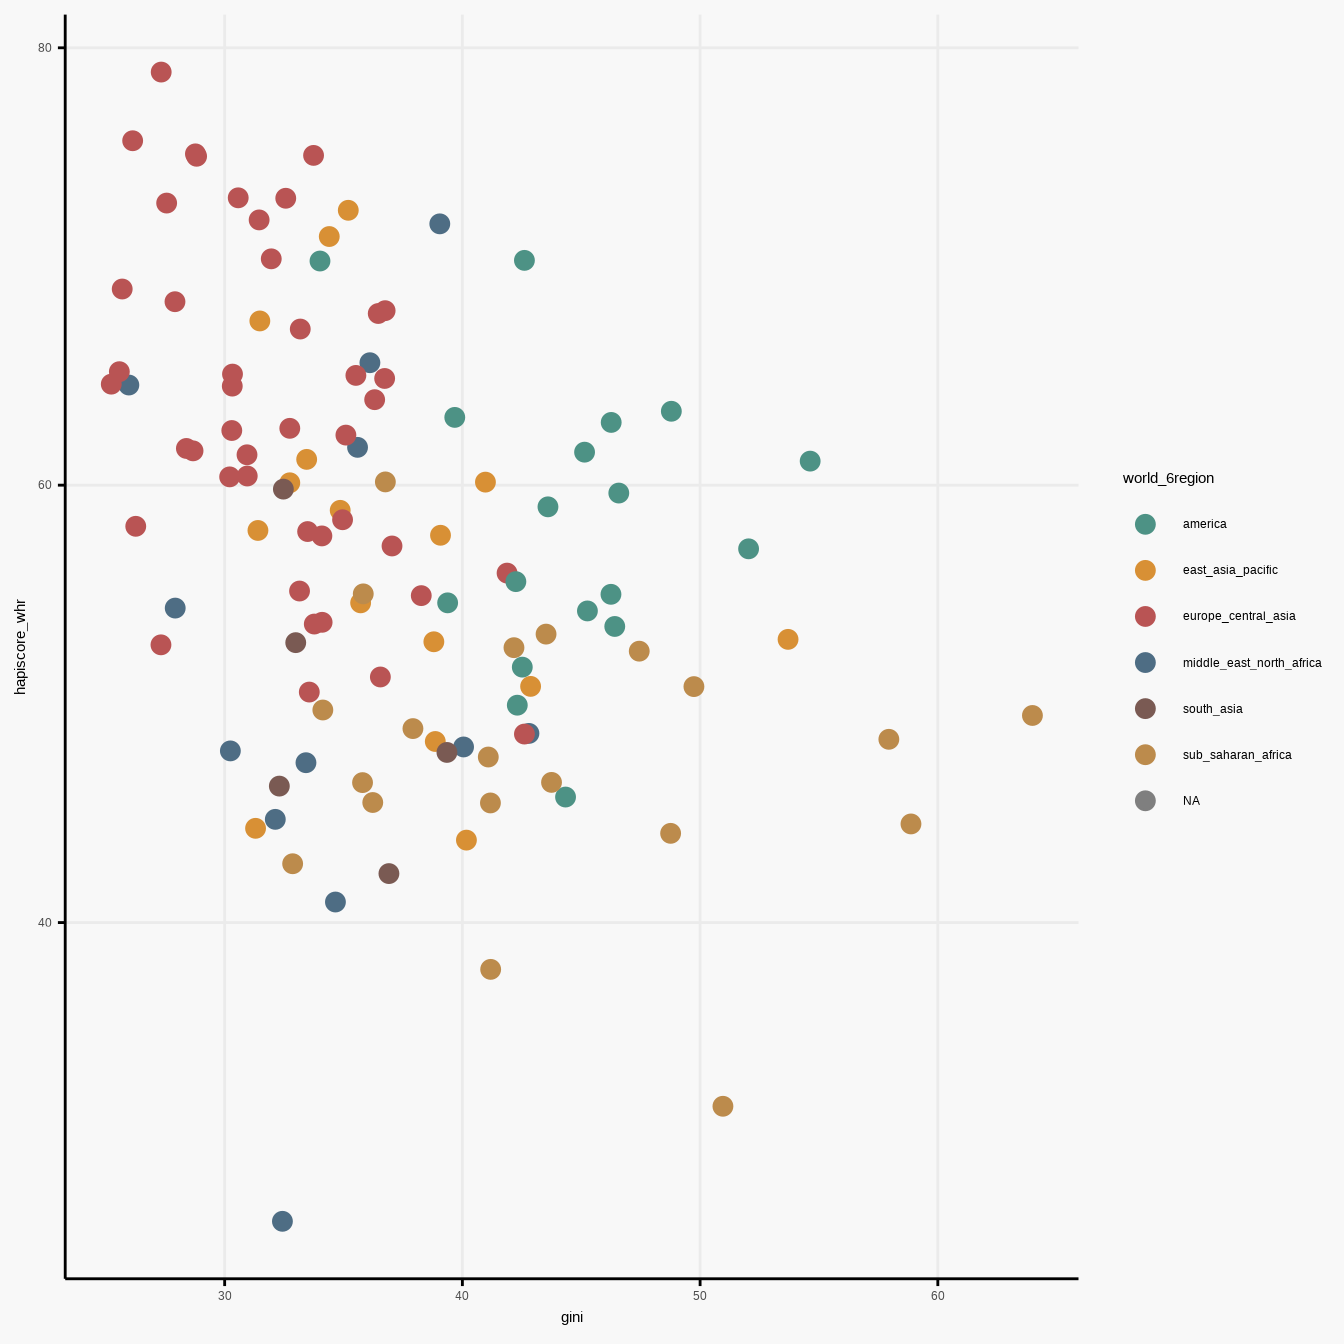 80
60
40
hapiscore_whr
30
40
50
60
gini
world_6region
america
east_asia_pacific
europe_central_asia
middle_east_north_africa
south_asia
sub_saharan_africa
NA